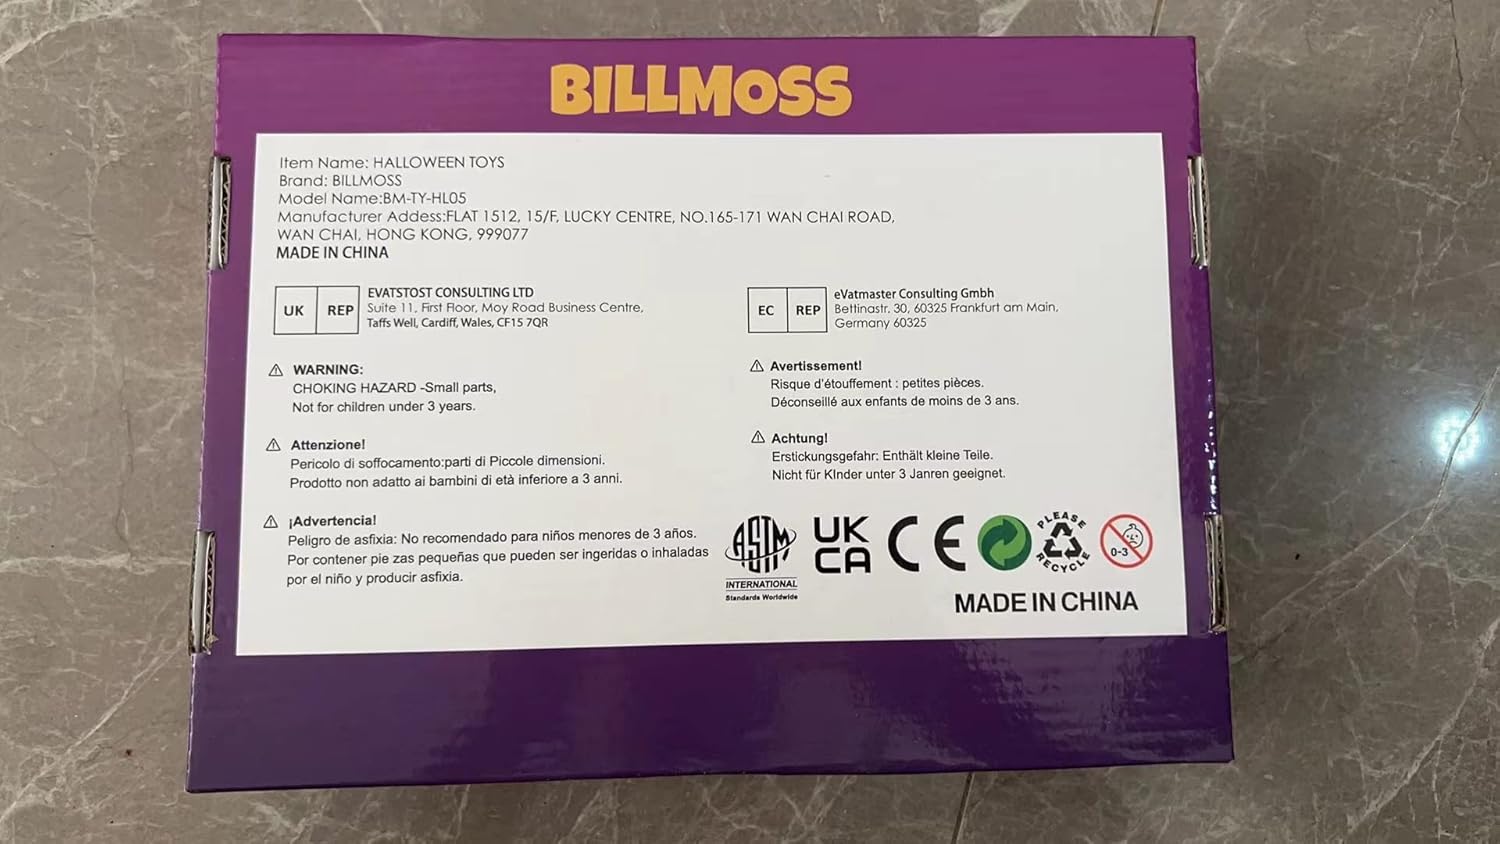 BILLMOSS
Item Name: HALLOWEEN TOYS
Brand: BILLMOSS
Model Name:BM-TY-HL05
Manufacturer Addess:FLAT 1512, 15/F, LUCKY CENTRE, NO.165-171 WAN CHAI ROAD,
WAN CHAI, HONG KONG, 999077
MADE IN CHINA
UK REP
EVATSTOST CONSULTING LTD
Suite 11, First Floor, Moy Road Business Centre,
Taffs Well, Cardiff, Wales, CF15 7QR
EC REP
eVatmaster Consulting Gmbh
Bettinastr. 30, 60325 Frankfurt am Main,
Germany 60325
WARNING:
CHOKING HAZARD -Small parts,
Not for children under 3 years.
Avertissement!
Risque d'étouffement : petites pièces.
Déconseillé aux enfants de moins de 3 ans.
Attenzione!
Pericolo di soffocamento:parti di Piccole dimensioni.
Prodotto non adatto ai bambini di età inferiore a 3 anni.
Achtung!
Erstickungsgefahr: Enthält kleine Teile.
Nicht für KInder unter 3 Janren geeignet.
¡Advertencia!
Peligro de asfixia: No recomendado para niños menores de 3 años.
Por contener pie zas pequeñas que pueden ser ingeridas o inhaladas
por el niño y producir asfixia.
ASTM
INTERNATIONAL
Standards Worldwide
UK
CA
CE
PLEASE
RECYCLE
0-3
MADE IN CHINA